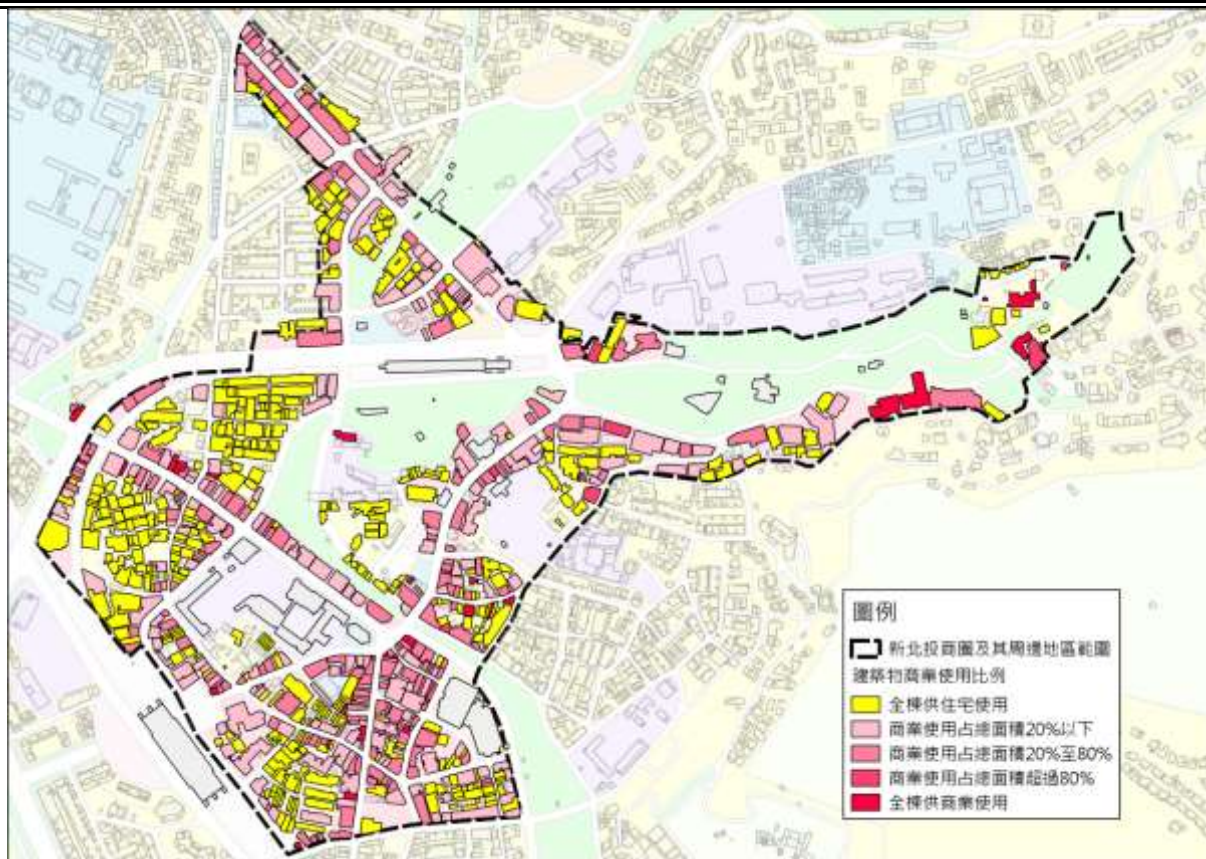 圖例
新北投商圈及其周邊地區範圍
建築物商業使用比例
全棟供住宅使用
商業使用占總面積20%以下
商業使用占總面積20%至80%
商業使用占總面積超過80%
全棟供商業使用